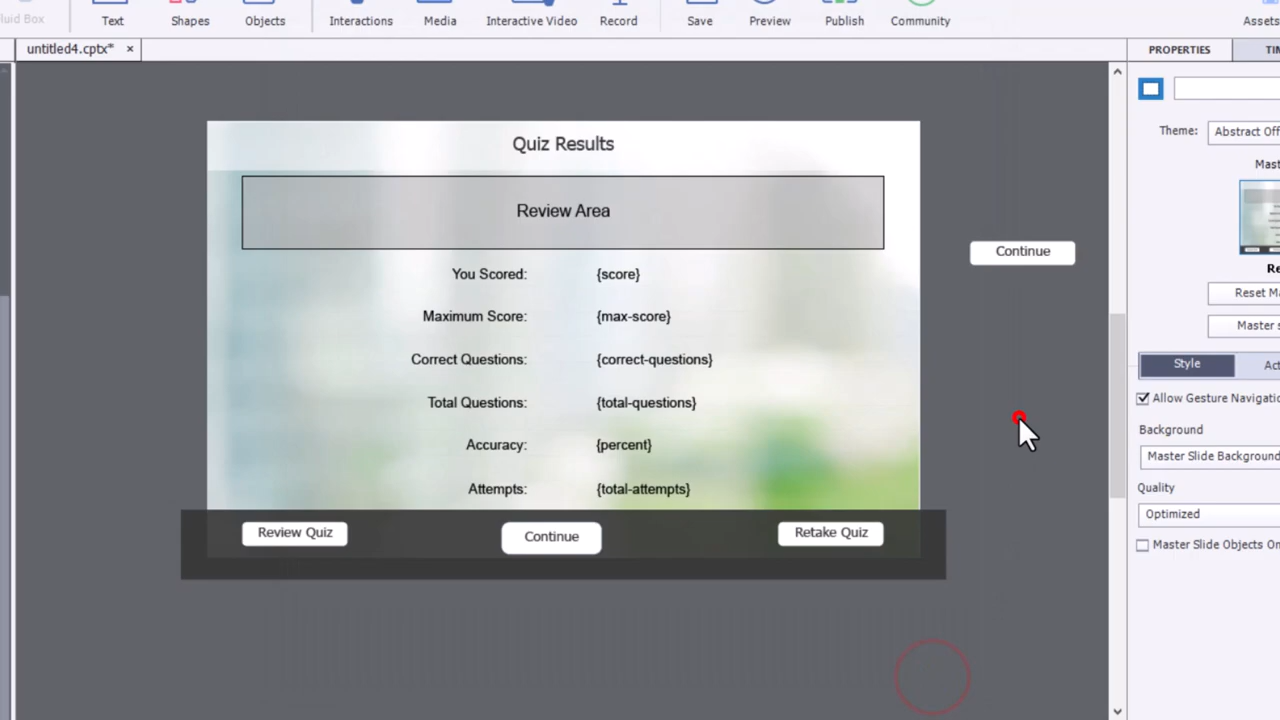 luid Box
Text
Shapes
Objects
Interactions
Media
Interactive Video
Record
Save
Preview
Publish
Community
Assets
untitled4.cptx* ×
PROPERTIES
TIM
Quiz Results
Review Area
You Scored: {score}
Maximum Score: {max-score}
Correct Questions: {correct-questions}
Total Questions: {total-questions}
Accuracy: {percent}
Attempts: {total-attempts}
Review Quiz
Continue
Retake Quiz
Continue
Theme: Abstract Off
Mast
Re
Reset Ma
Master s
Style
Act
Allow Gesture Navigatio
Background
Master Slide Background
Quality
Optimized
Master Slide Objects On